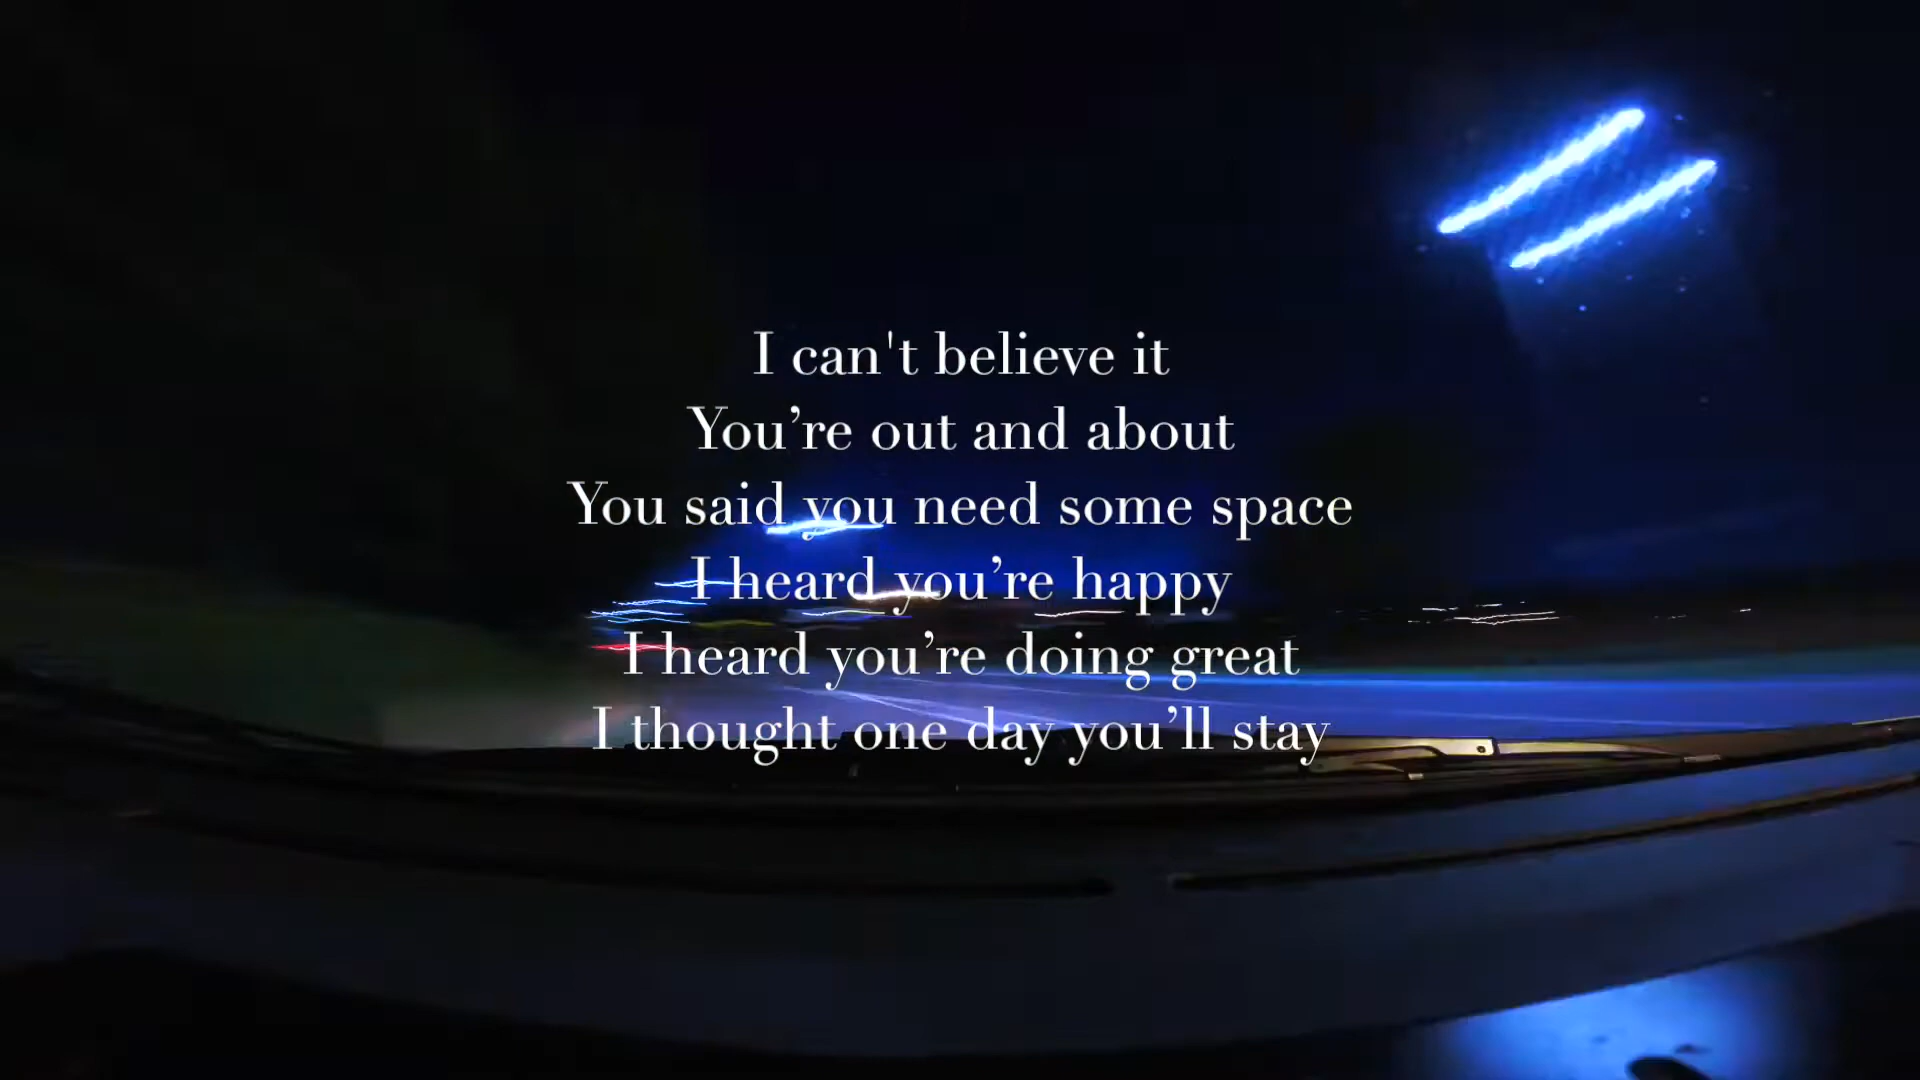 I can't believe it
You’re out and about
You said you need some space
I heard you’re happy
I heard you’re doing great
I thought one day you’ll stay